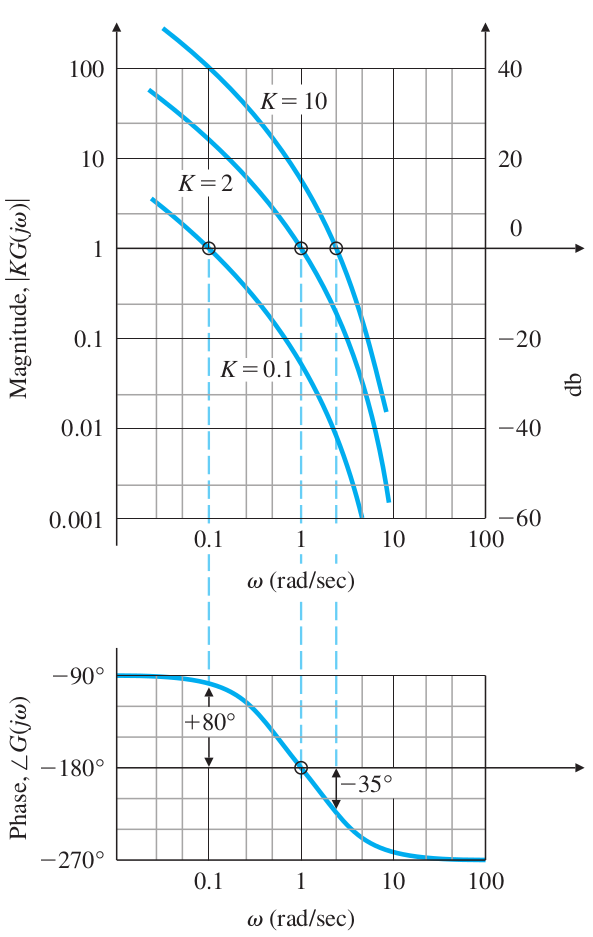 100
10
1
0.1
0.01
0.001
Magnitude, |KG(jω)|
40
20
0
−20
−40
−60
db
K = 10
K = 2
K = 0.1
0.1 1 10 100
ω (rad/sec)
−90°
−180°
−270°
Phase, ∠G(jω)
+80°
−35°
0.1 1 10 100
ω (rad/sec)